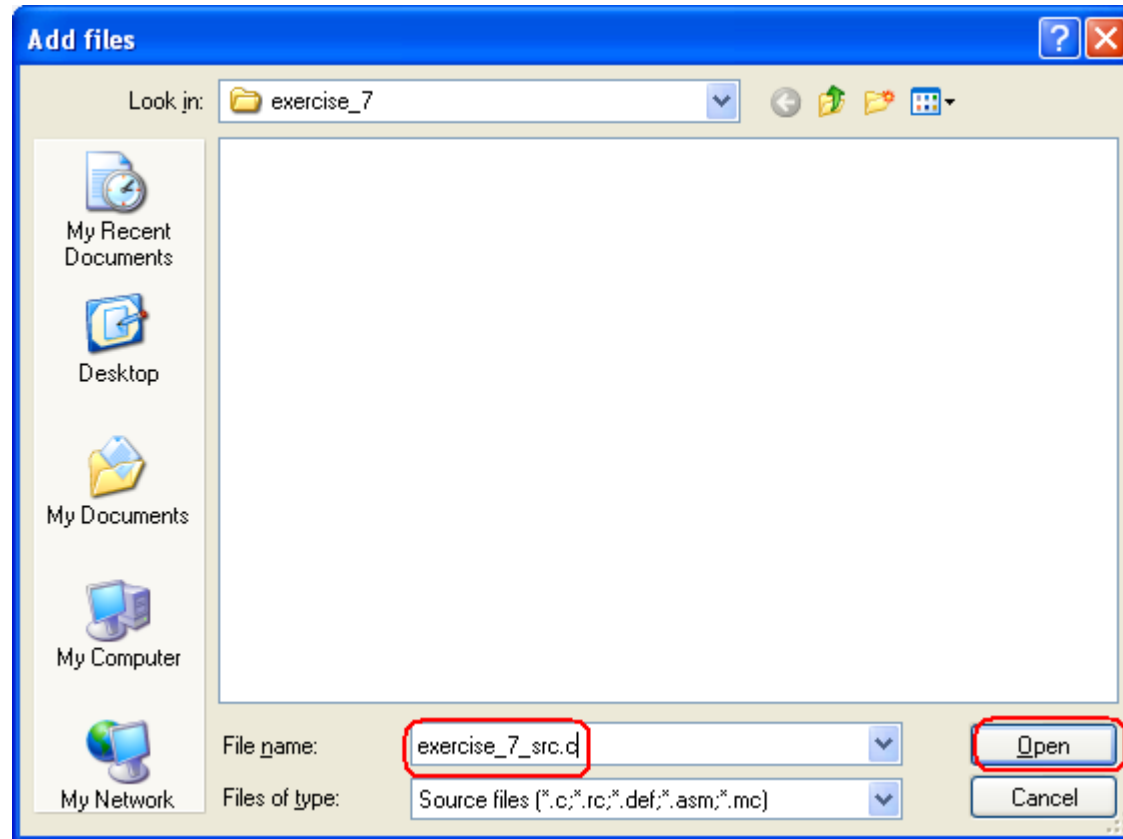 Add files
Look in: exercise_7
My Recent
Documents
Desktop
My Documents
My Computer
My Network
File name: exercise_7_src.c Open
Files of type: Source files (*.c;*.rc;*.def;*.asm;*.mc) Cancel